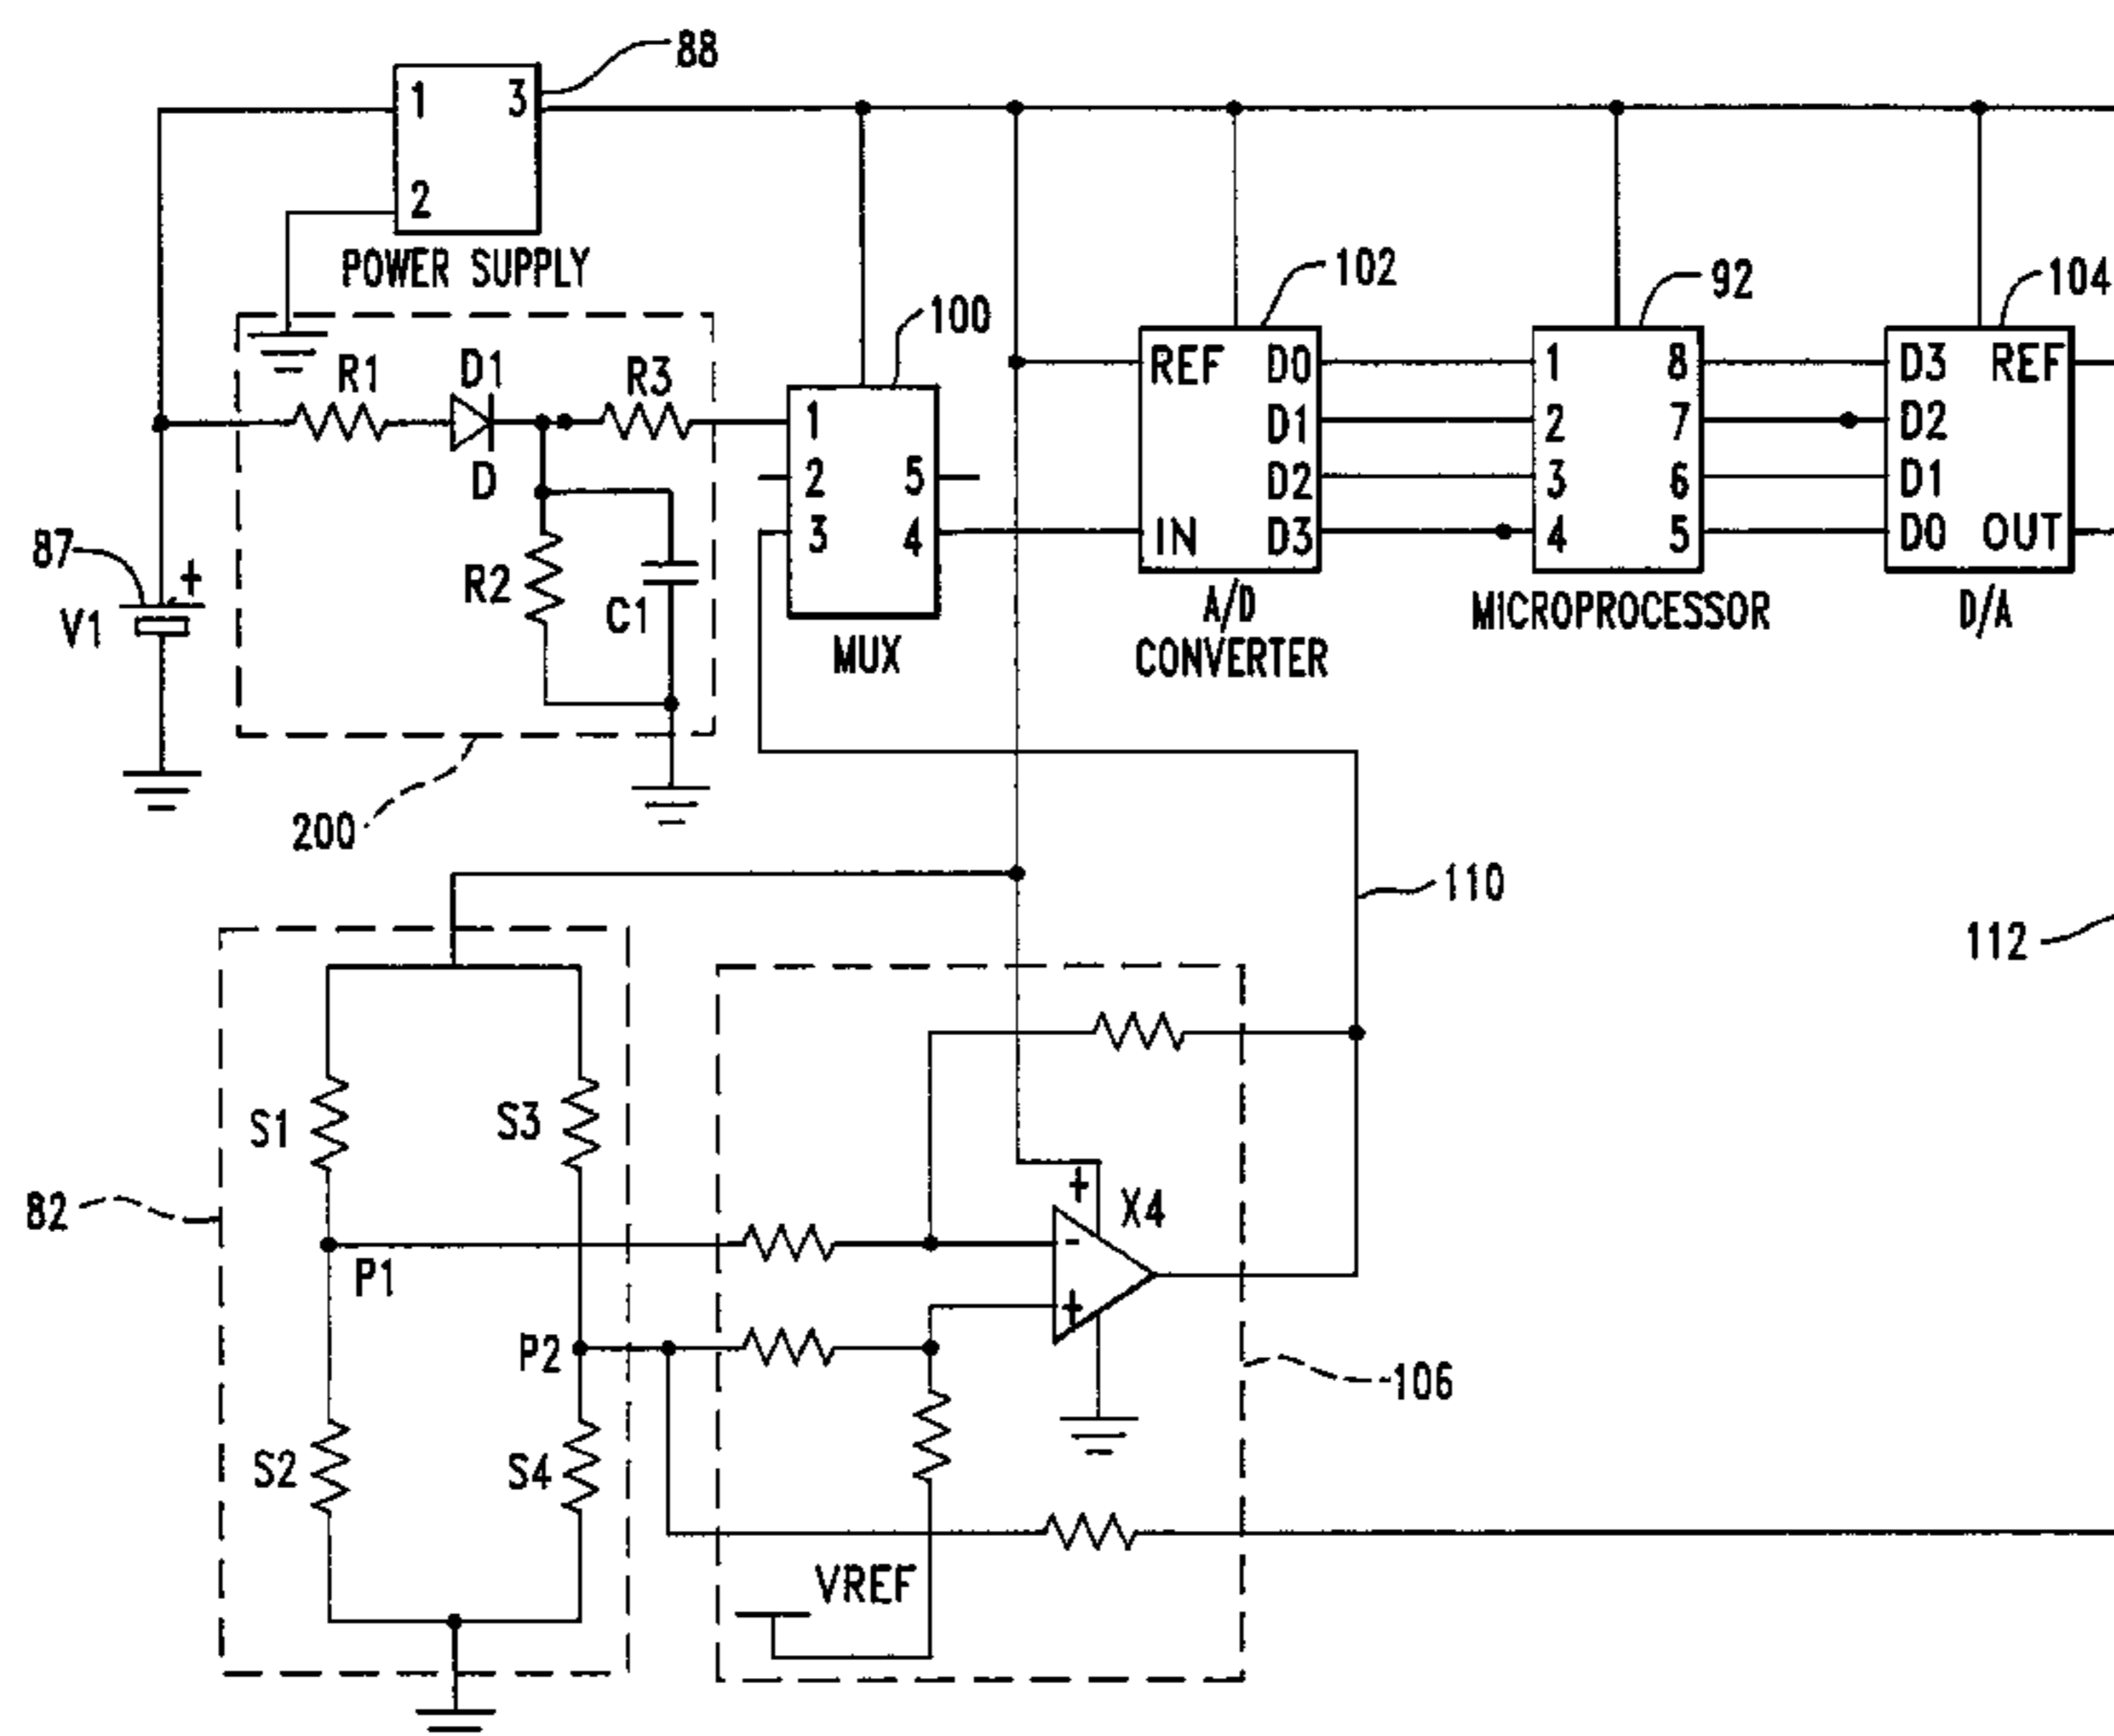 88
1 3
2
POWER SUPPLY
102
92
104
100
R1
D1
R3
D
R2
C1
87
+
V1
1
2
3
5
4
MUX
REF D0
D1
D2
IN D3
A/D
CONVERTER
1 8
2 7
3 6
4 5
MICROPROCESSOR
D3 REF
D2
D1
D0 OUT
D/A
200
110
112
S1
S3
82
P1
P2
S2
S4
+
X4
-
+
106
VREF